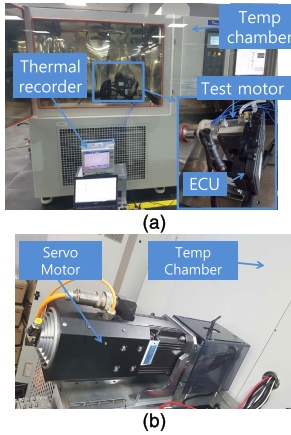 Temp
chamber
Thermal
recorder
Test motor
ECU
(a)
Servo
Motor
Temp
Chamber
(b)